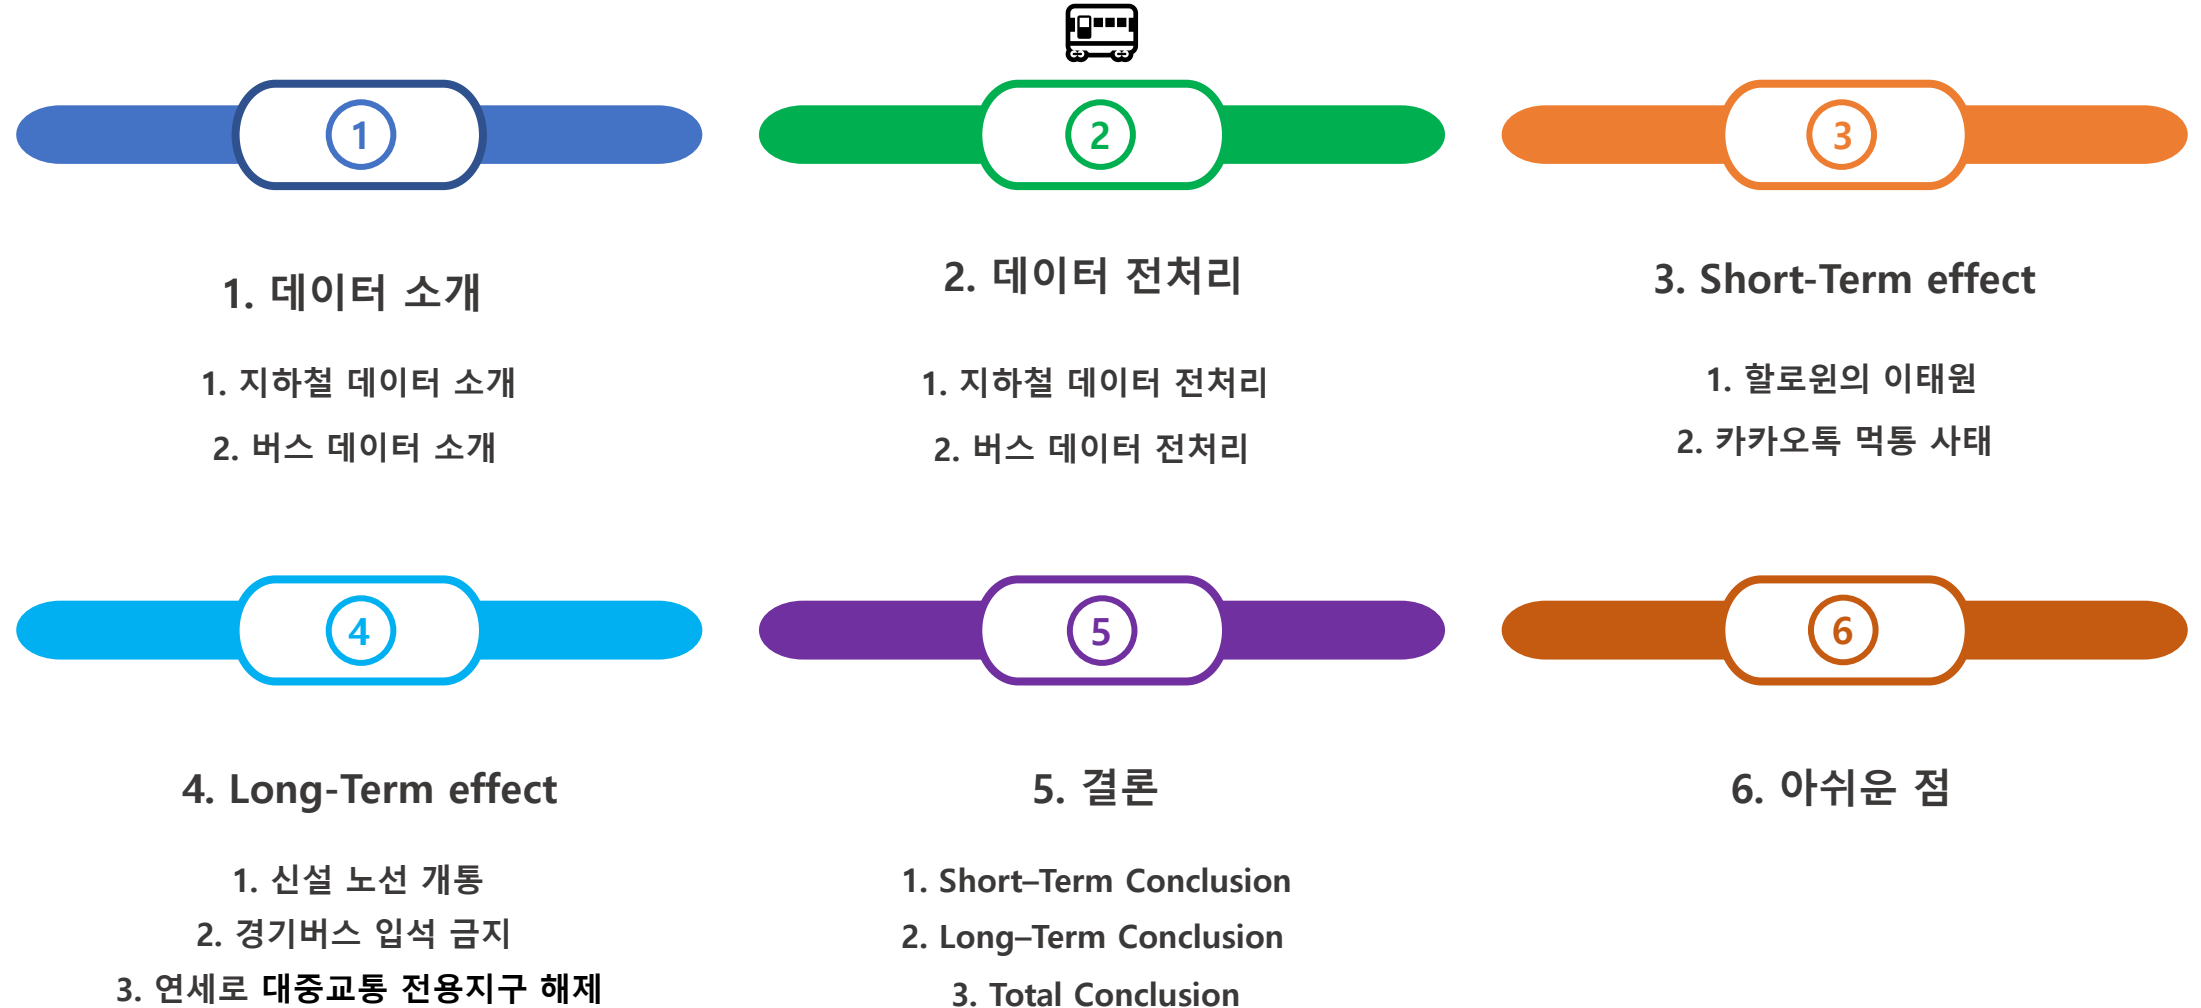 1
1. 데이터 소개
1. 지하철 데이터 소개
2. 버스 데이터 소개
2
2. 데이터 전처리
1. 지하철 데이터 전처리
2. 버스 데이터 전처리
3
3. Short-Term effect
1. 할로윈의 이태원
2. 카카오톡 먹통 사태
4
4. Long-Term effect
1. 신설 노선 개통
2. 경기버스 입석 금지
3. 연세로 대중교통 전용지구 해제
5
5. 결론
1. Short–Term Conclusion
2. Long–Term Conclusion
3. Total Conclusion
6
6. 아쉬운 점